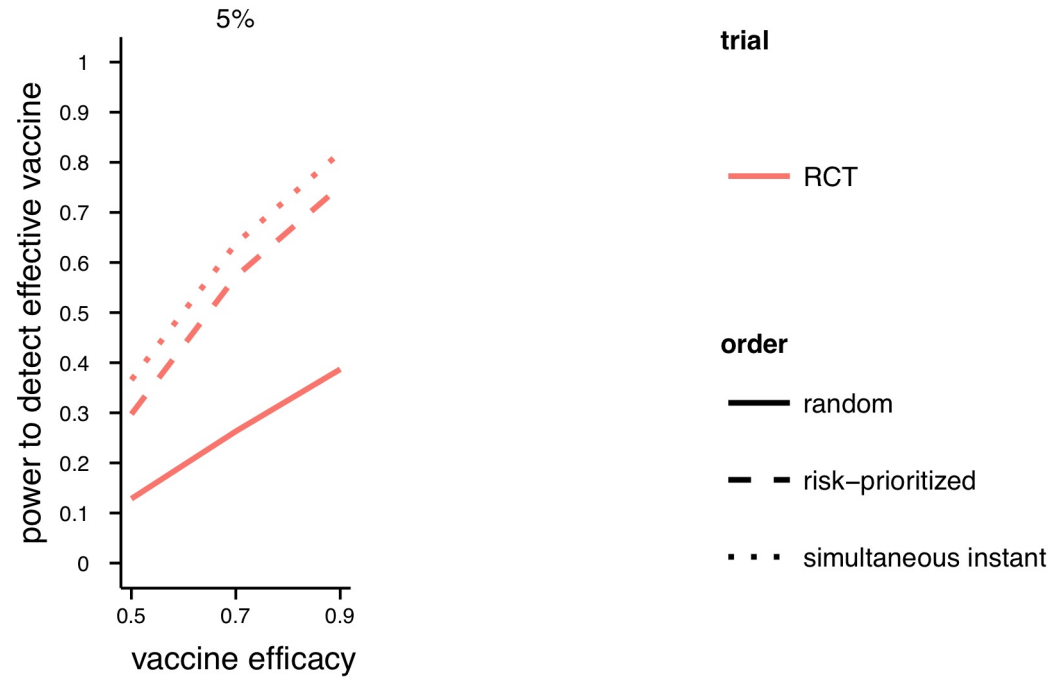 5%
power to detect effective vaccine
1
0.9
0.8
0.7
0.6
0.5
0.4
0.3
0.2
0.1
0
0.5 0.7 0.9
vaccine efficacy
trial
RCT
order
random
risk−prioritized
simultaneous instant